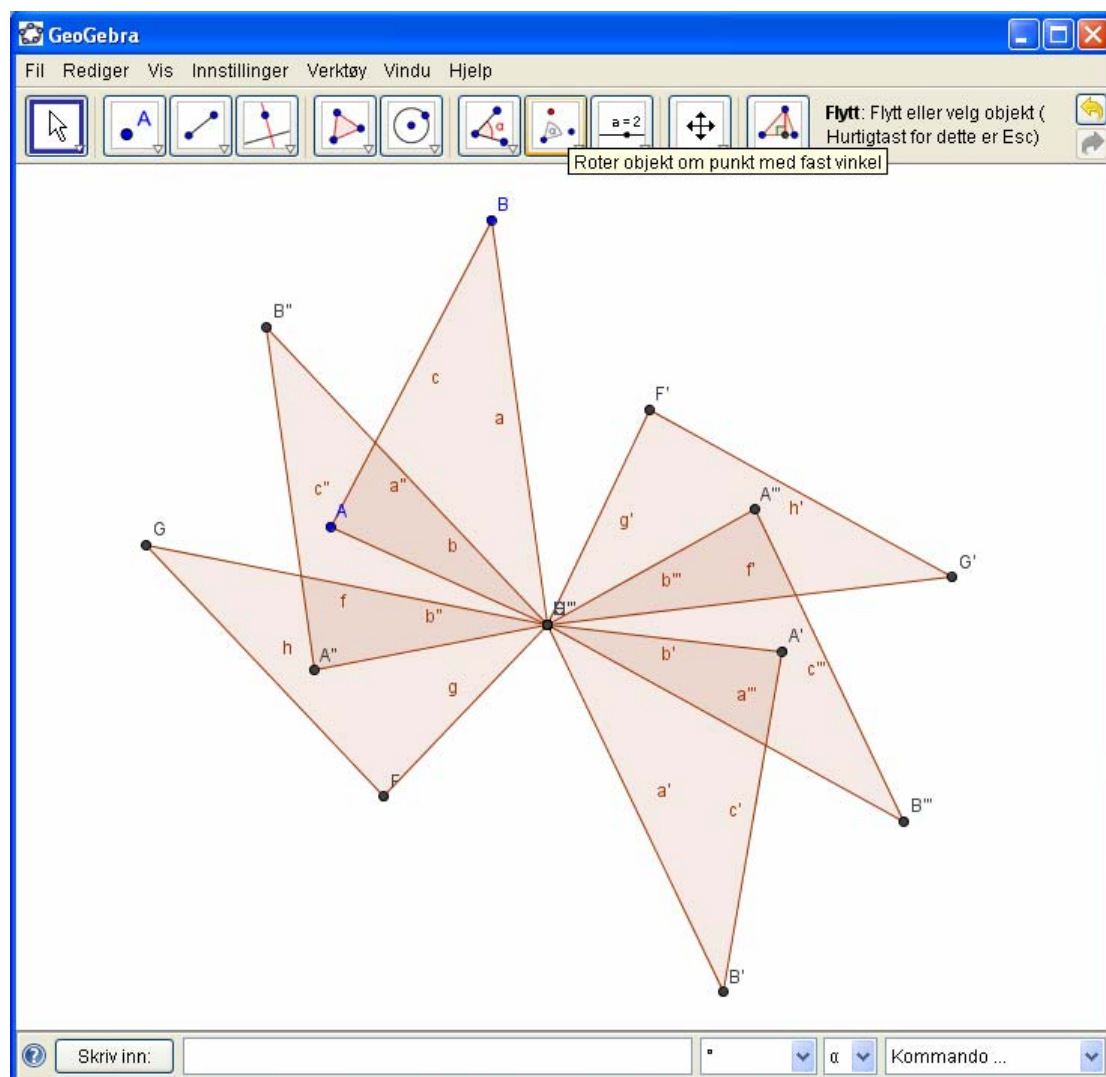 GeoGebra
Fil Rediger Vis Innstillinger Verktøy Vindu Hjelp
A
α
α
a = 2
Flytt: Flytt eller velg objekt (
Hurtigtast for dette er Esc)
Roter objekt om punkt med fast vinkel
B
B"
c
F'
a
c"
a"
A
A'''
h'
G
g'
b
G'
b'''
f'
f
b"
h
A"
A'
b'
c'''
g
a'''
F
a'
c'
B'''
B'
Skriv inn:
°
α
Kommando ...